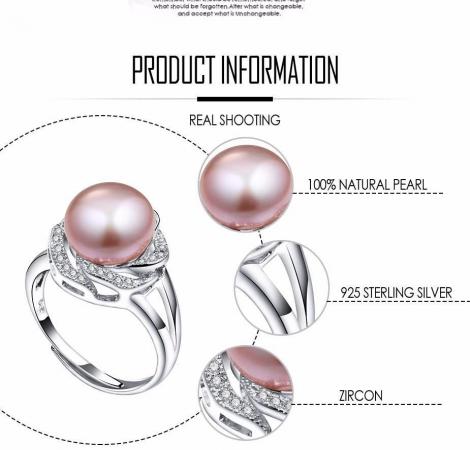 what should be forgotten.Alter what is changeable,
and accept what is Unchangeable.
PRODUCT INFORMATION
REAL SHOOTING
100% NATURAL PEARL
925 STERLING SILVER
ZIRCON